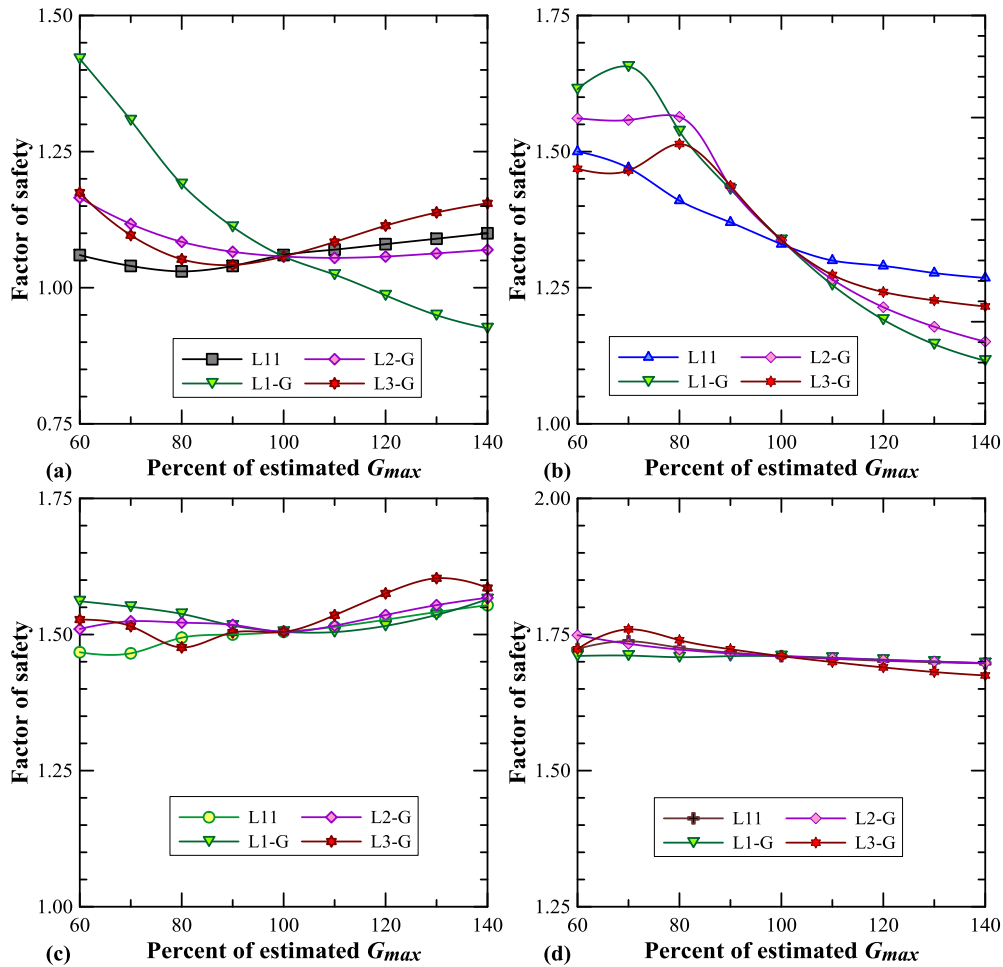 1.50
1.25
1.00
0.75
Factor of safety
L11
L2-G
L1-G
L3-G
60
80
100
120
140
(a)
Percent of estimated Gmax
1.75
1.50
1.25
1.00
Factor of safety
L11
L2-G
L1-G
L3-G
60
80
100
120
140
(b)
Percent of estimated Gmax
1.75
1.50
1.25
1.00
Factor of safety
L11
L2-G
L1-G
L3-G
60
80
100
120
140
(c)
Percent of estimated Gmax
2.00
1.75
1.50
1.25
Factor of safety
L11
L2-G
L1-G
L3-G
60
80
100
120
140
(d)
Percent of estimated Gmax